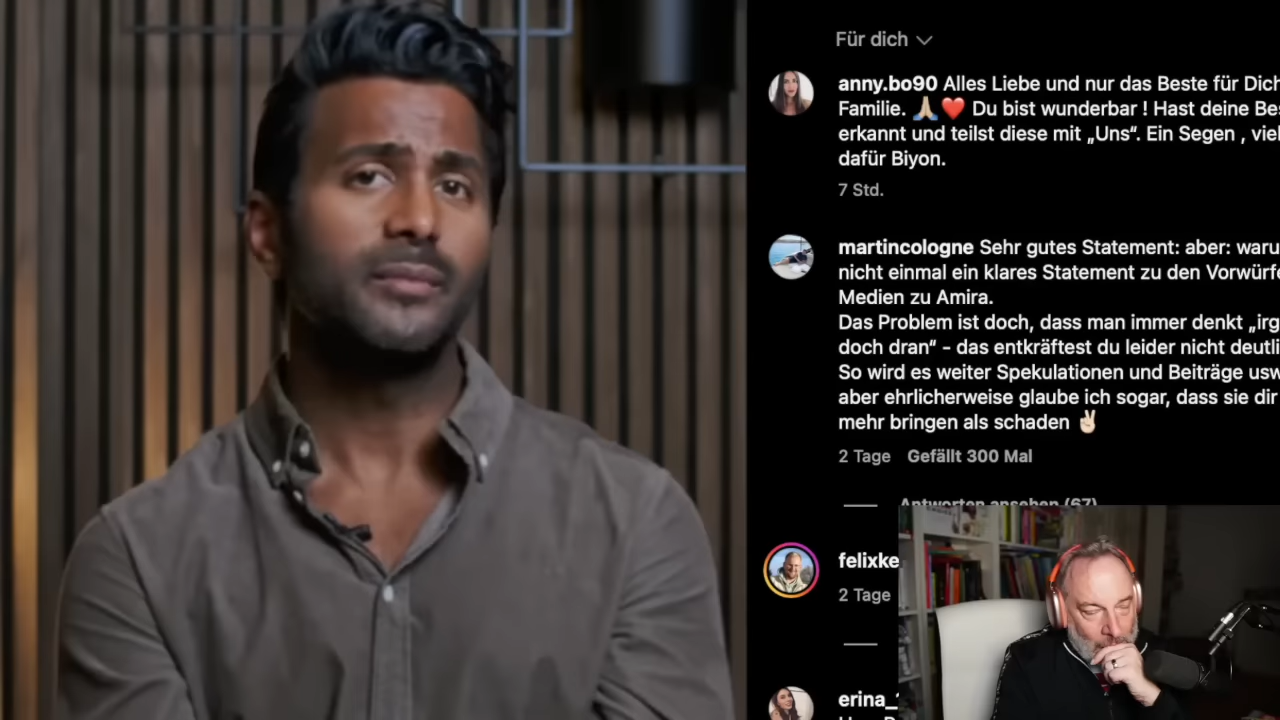 Für dich
anny.bo90 Alles Liebe und nur das Beste für Dich
Familie. 🙏🏼❤️ Du bist wunderbar ! Hast deine Bes
erkannt und teilst diese mit „Uns“. Ein Segen , viel
dafür Biyon.
7 Std.
martincologne Sehr gutes Statement: aber: waru
nicht einmal ein klares Statement zu den Vorwürfe
Medien zu Amira.
Das Problem ist doch, dass man immer denkt „irg
doch dran“ - das entkräftest du leider nicht deutli
So wird es weiter Spekulationen und Beiträge usw
aber ehrlicherweise glaube ich sogar, dass sie dir
mehr bringen als schaden ✌🏼
2 Tage Gefällt 300 Mal
Antworten ansehen (67)
felixke
2 Tage
erina_